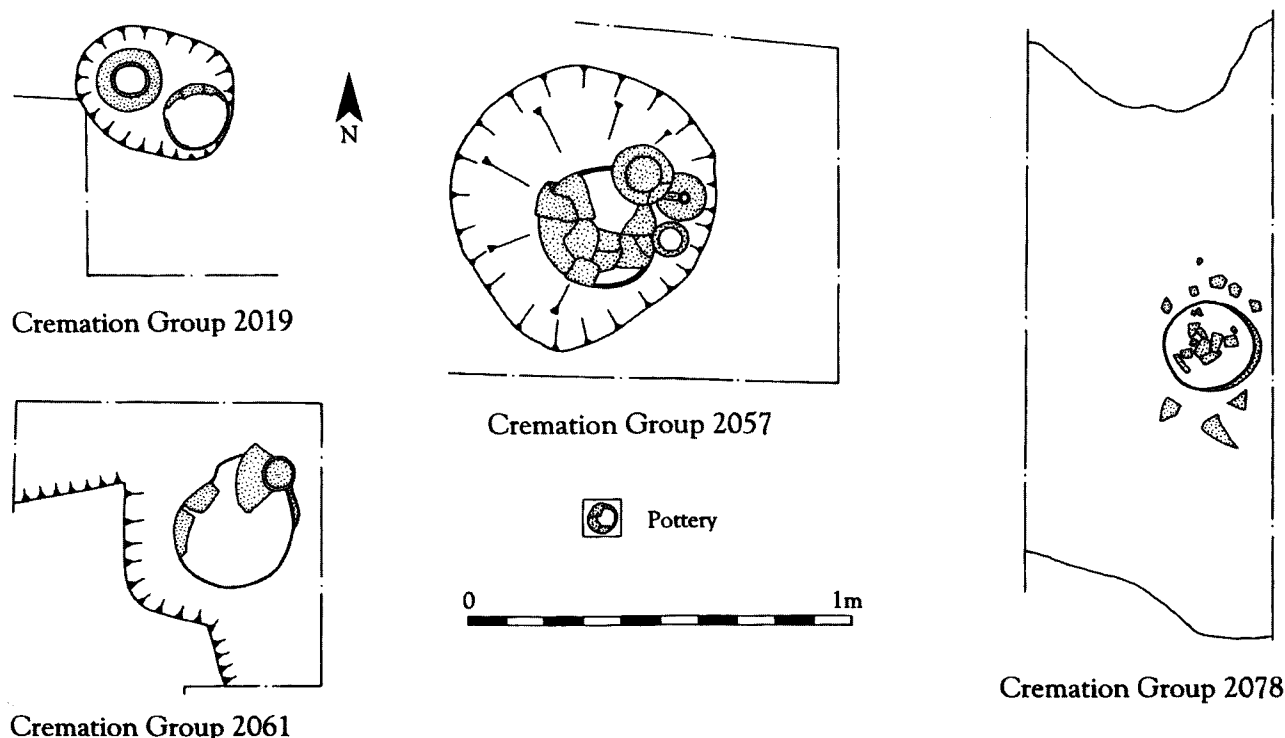 N
Cremation Group 2019
Cremation Group 2057
Pottery
0 1m
Cremation Group 2078
Cremation Group 2061